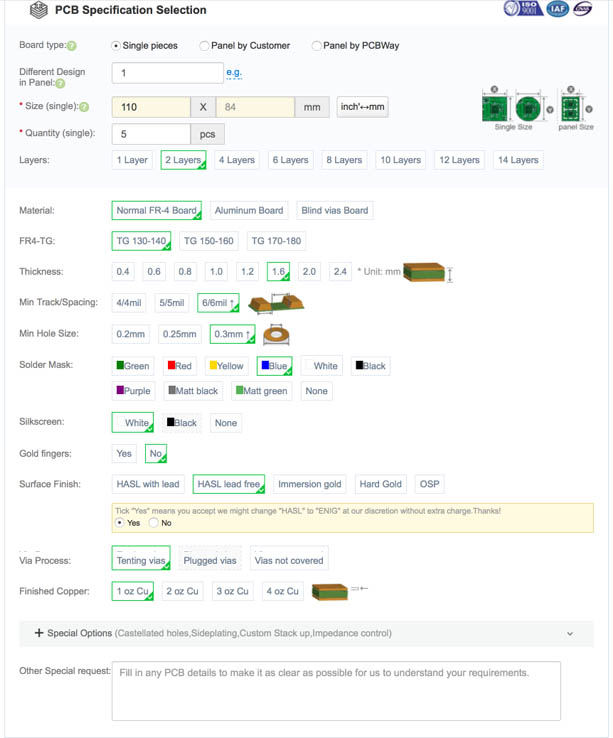 PCB Specification Selection
ISO 9001 IAF
Board type:? Single pieces Panel by Customer Panel by PCBWay
Different Design in Panel:? 1 e.g.
* Size (single):? 110 X 84 mm inch'↔mm
X Y X Y X Y
Single Size panel Size
* Quantity (single): 5 pcs
Layers: 1 Layer 2 Layers 4 Layers 6 Layers 8 Layers 10 Layers 12 Layers 14 Layers
Material: Normal FR-4 Board Aluminum Board Blind vias Board
FR4-TG: TG 130-140 TG 150-160 TG 170-180
Thickness: 0.4 0.6 0.8 1.0 1.2 1.6 2.0 2.4 * Unit: mm
Min Track/Spacing: 4/4mil 5/5mil 6/6mil ↑
Min Hole Size: 0.2mm 0.25mm 0.3mm ↑
Solder Mask: Green Red Yellow Blue White Black
Purple Matt black Matt green None
Silkscreen: White Black None
Gold fingers: Yes No
Surface Finish: HASL with lead HASL lead free Immersion gold Hard Gold OSP
Tick "Yes" means you accept we might change "HASL" to "ENIG" at our discretion without extra charge.Thanks!
Yes No
Via Process: Tenting vias Plugged vias Vias not covered
Finished Copper: 1 oz Cu 2 oz Cu 3 oz Cu 4 oz Cu
+ Special Options (Castellated holes,Sideplating,Custom Stack up,Impedance control)
Other Special request: Fill in any PCB details to make it as clear as possible for us to understand your requirements.